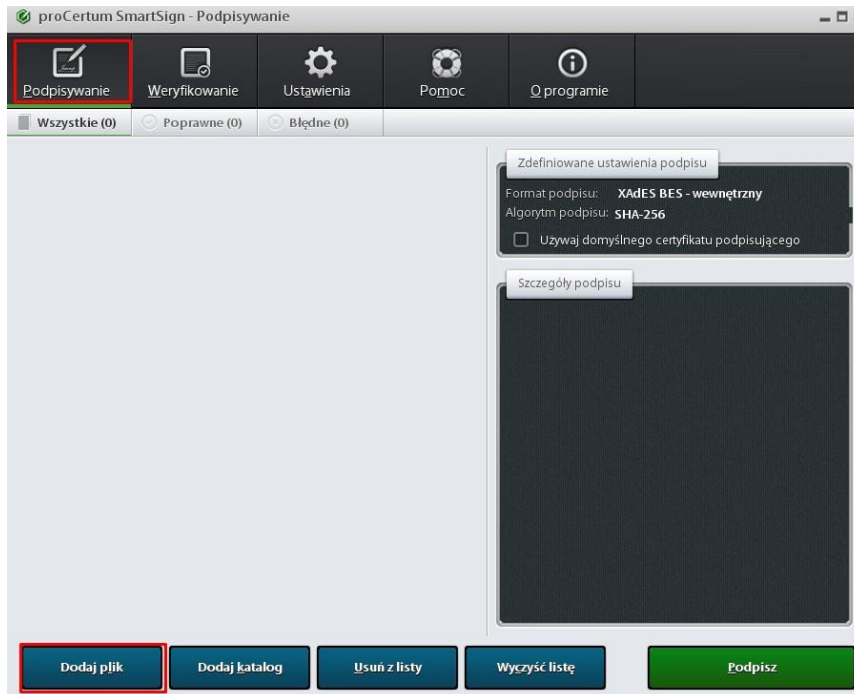 proCertum SmartSign - Podpisywanie
Podpisywanie
Weryfikowanie
Ustawienia
Pomoc
O programie
Wszystkie (0)
Poprawne (0)
Błędne (0)
Zdefiniowane ustawienia podpisu
Format podpisu: XAdES BES - wewnętrzny
Algorytm podpisu: SHA-256
Używaj domyślnego certyfikatu podpisującego
Szczegóły podpisu
Dodaj plik
Dodaj katalog
Usuń z listy
Wyczyść listę
Podpisz